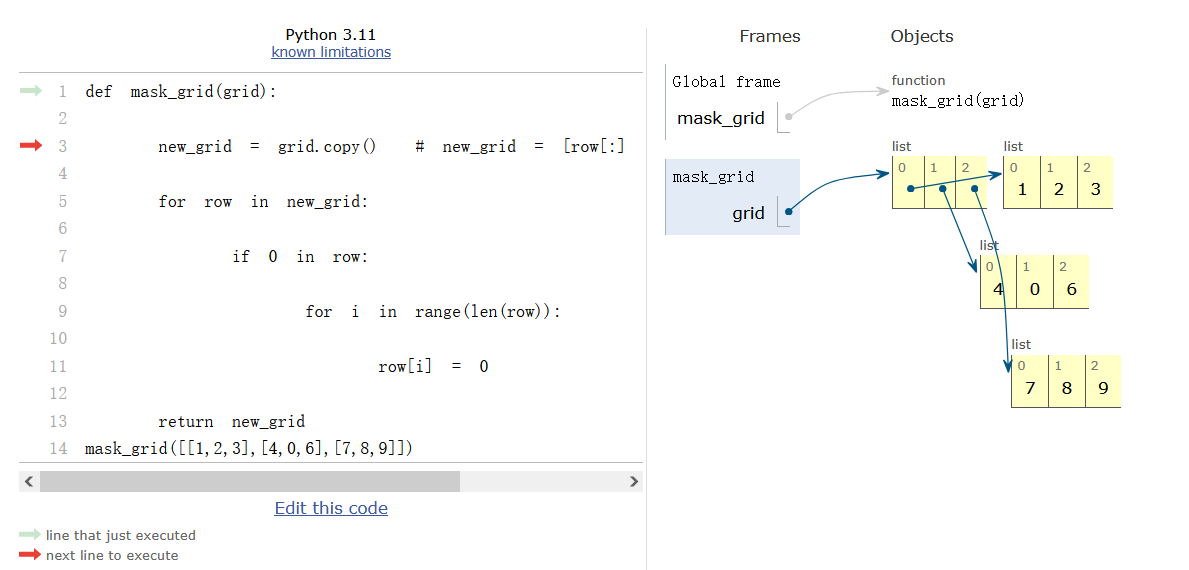 Python 3.11
known limitations
1 def mask_grid(grid):
2
3 new_grid = grid.copy() # new_grid = [row[:]
4
5 for row in new_grid:
6
7 if 0 in row:
8
9 for i in range(len(row)):
10
11 row[i] = 0
12
13 return new_grid
14 mask_grid([[1,2,3],[4,0,6],[7,8,9]])
Edit this code
line that just executed
next line to execute
Frames Objects
Global frame
mask_grid
function
mask_grid(grid)
mask_grid
grid
list
0 1 2
list
0 1 2
1 2 3
list
0 1 2
4 0 6
list
0 1 2
7 8 9